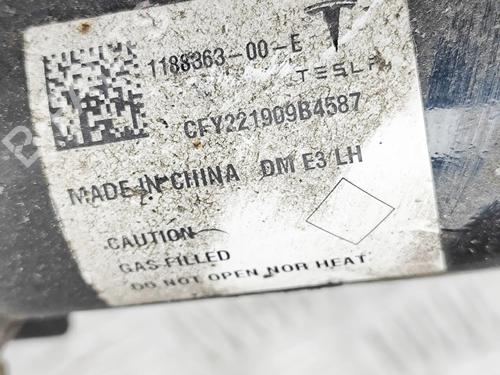 1188363-00-E
TESLA
CFY221909B4587
MADE IN CHINA DM E3 LH
CAUTION
GAS FILLED
DO NOT OPEN NOR HEAT